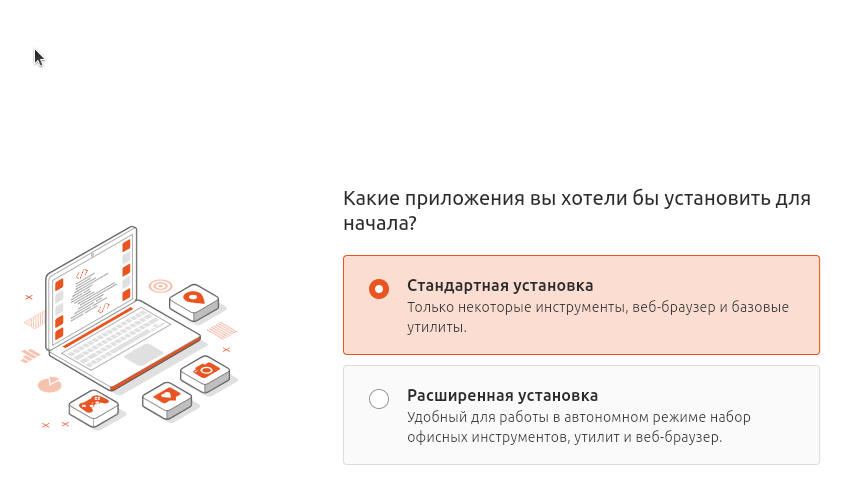 Какие приложения вы хотели бы установить для
начала?
Стандартная установка
Только некоторые инструменты, веб-браузер и базовые
утилиты.
Расширенная установка
Удобный для работы в автономном режиме набор
офисных инструментов, утилит и веб-браузер.